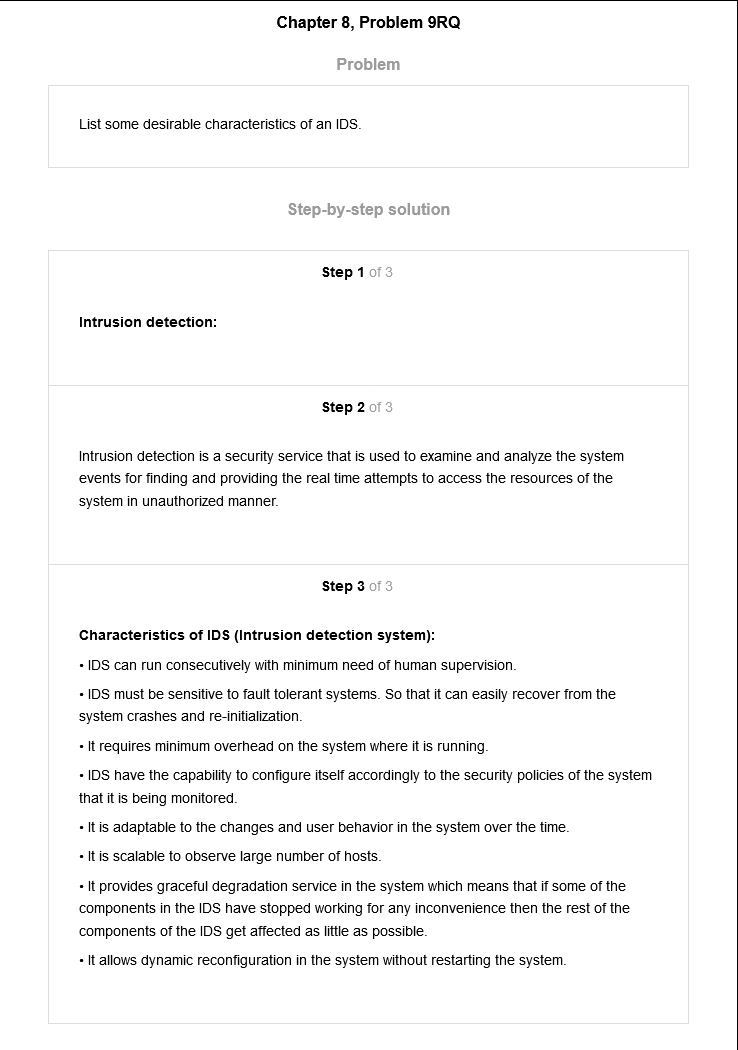 Chapter 8, Problem 9RQ
Problem
List some desirable characteristics of an IDS.
Step-by-step solution
Step 1 of 3
Intrusion detection:
Step 2 of 3
Intrusion detection is a security service that is used to examine and analyze the system
events for finding and providing the real time attempts to access the resources of the
system in unauthorized manner.
Step 3 of 3
Characteristics of IDS (Intrusion detection system):
• IDS can run consecutively with minimum need of human supervision.
• IDS must be sensitive to fault tolerant systems. So that it can easily recover from the
system crashes and re-initialization.
• It requires minimum overhead on the system where it is running.
• IDS have the capability to configure itself accordingly to the security policies of the system
that it is being monitored.
• It is adaptable to the changes and user behavior in the system over the time.
• It is scalable to observe large number of hosts.
• It provides graceful degradation service in the system which means that if some of the
components in the IDS have stopped working for any inconvenience then the rest of the
components of the IDS get affected as little as possible.
• It allows dynamic reconfiguration in the system without restarting the system.